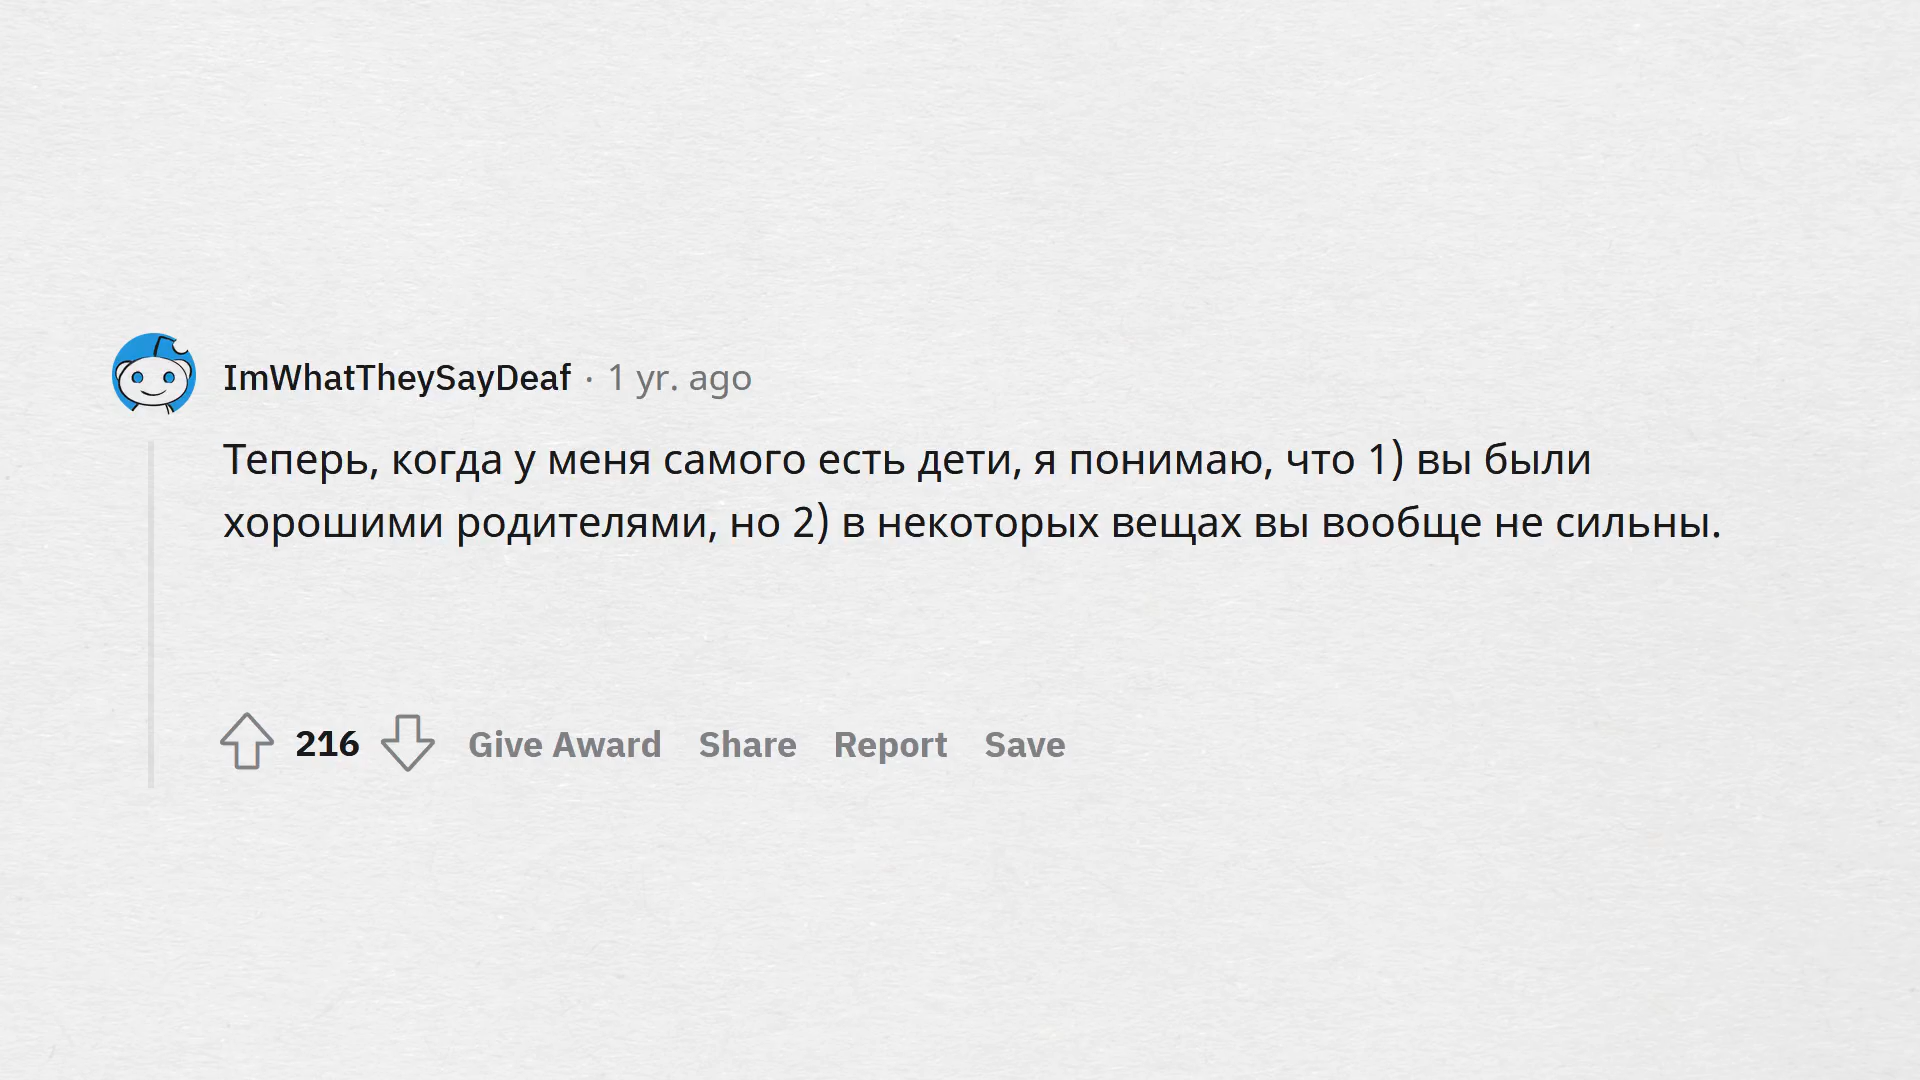 ImWhatTheySayDeaf · 1 yr. ago
Теперь, когда у меня самого есть дети, я понимаю, что 1) вы были
хорошими родителями, но 2) в некоторых вещах вы вообще не сильны.
216 Give Award Share Report Save